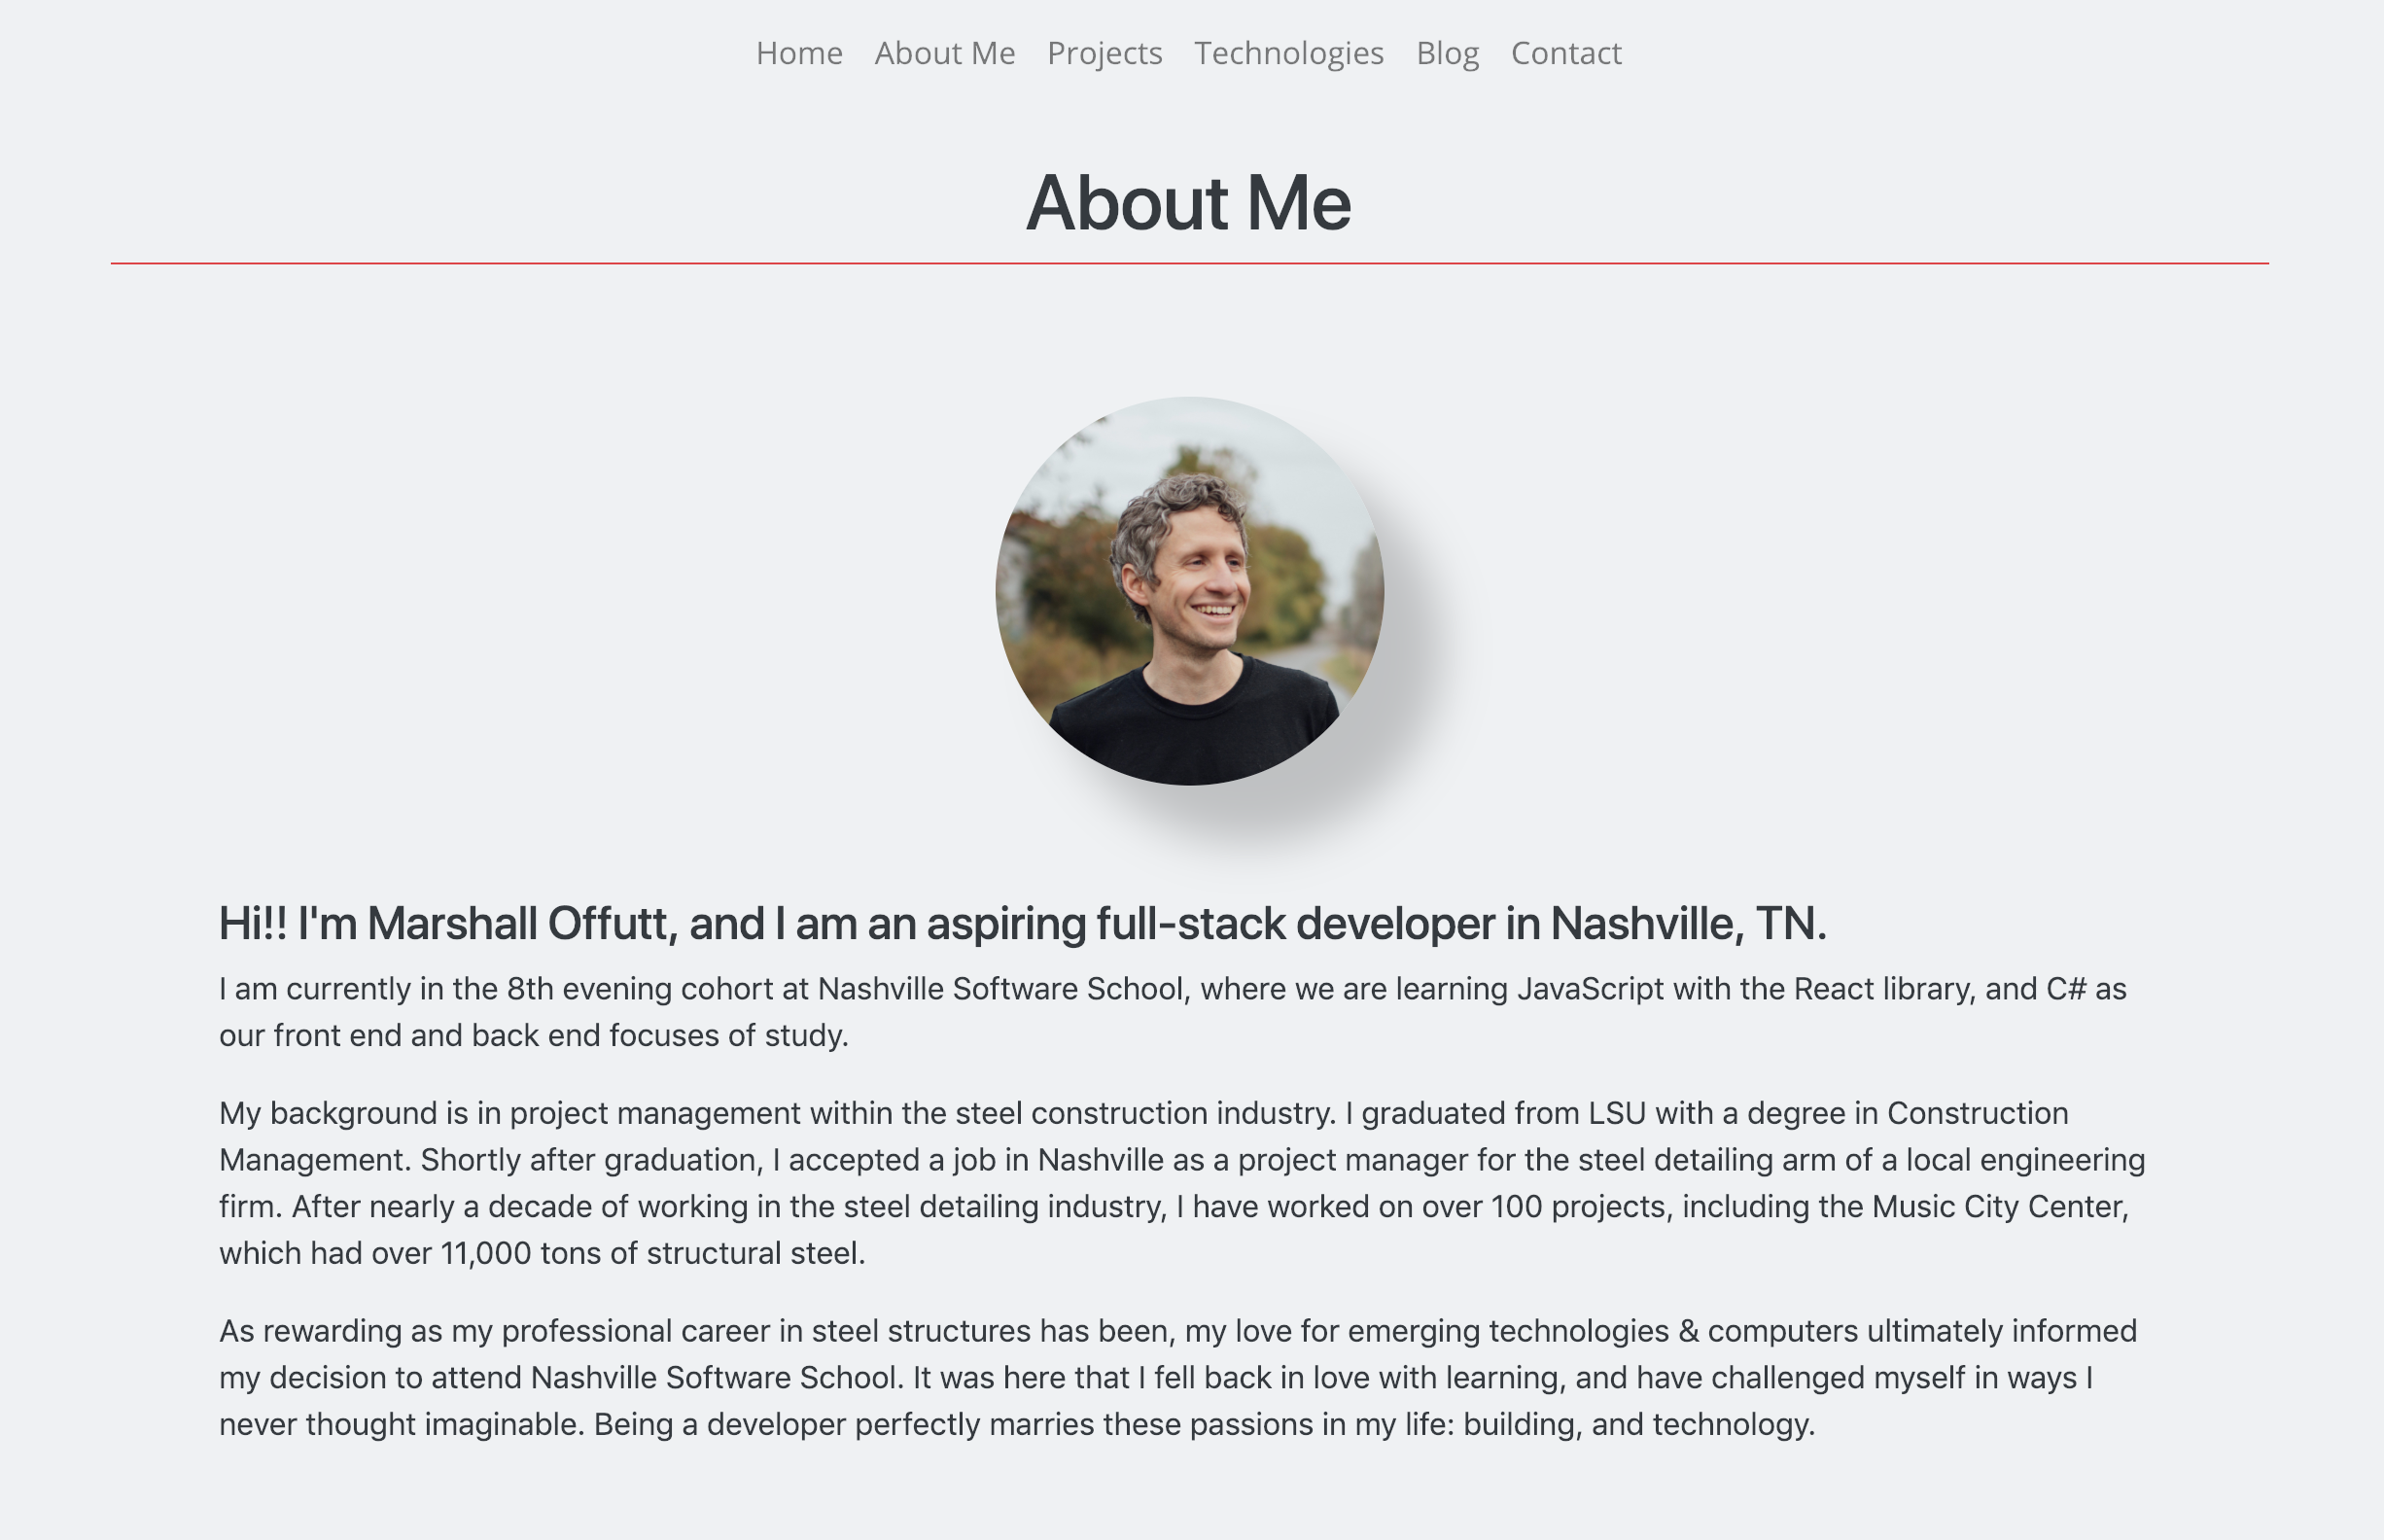 Home About Me Projects Technologies Blog Contact
About Me
Hi!! I'm Marshall Offutt, and I am an aspiring full-stack developer in Nashville, TN.
I am currently in the 8th evening cohort at Nashville Software School, where we are learning JavaScript with the React library, and C# as
our front end and back end focuses of study.
My background is in project management within the steel construction industry. I graduated from LSU with a degree in Construction
Management. Shortly after graduation, I accepted a job in Nashville as a project manager for the steel detailing arm of a local engineering
firm. After nearly a decade of working in the steel detailing industry, I have worked on over 100 projects, including the Music City Center,
which had over 11,000 tons of structural steel.
As rewarding as my professional career in steel structures has been, my love for emerging technologies & computers ultimately informed
my decision to attend Nashville Software School. It was here that I fell back in love with learning, and have challenged myself in ways I
never thought imaginable. Being a developer perfectly marries these passions in my life: building, and technology.